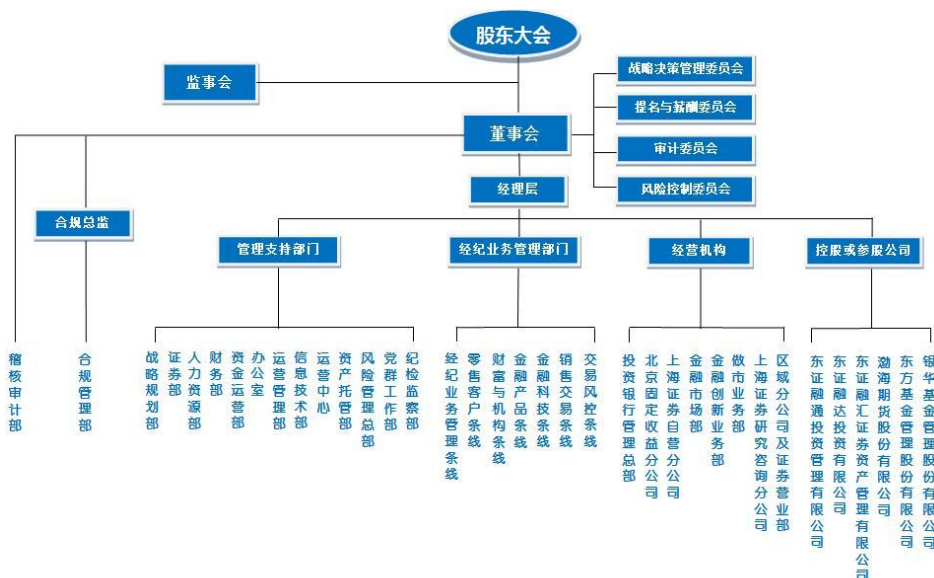 股东大会
监事会
战略决策管理委员会
提名与薪酬委员会
董事会
审计委员会
经理层
风险控制委员会
合规总监
管理支持部门
经纪业务管理部门
经营机构
控股或参股公司
稽核审计部
合规管理部
战略规划部
证券部
人力资源部
财务部
资金运营部
办公室
运营管理部
信息技术部
运营中心
资产托管部
风险管理总部
党群工作部
纪检监察部
经纪业务管理条线
零售客户条线
财富与机构条线
金融产品条线
金融科技条线
销售交易条线
交易风控条线
投资银行管理总部
北京固定收益分公司
上海证券自营分公司
金融市场部
金融创新业务部
做市业务部
上海证券研究咨询分公司
区域分公司及证券营业部
东证融通投资管理有限公司
东证融达投资有限公司
东证融汇证券资产管理有限公司
渤海期货股份有限公司
东方基金管理股份有限公司
银华基金管理股份有限公司